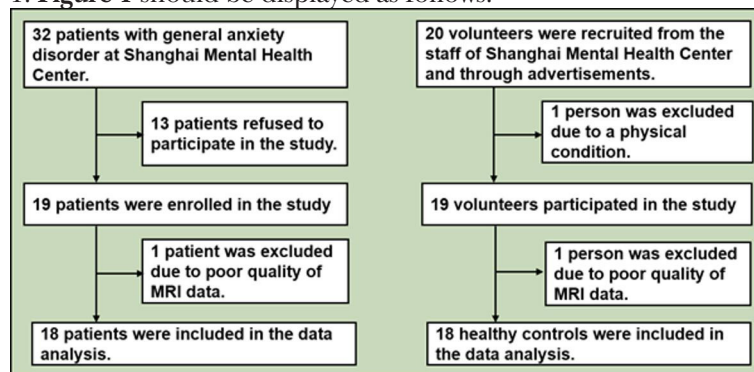 1. Figure 1 should be displayed as follows.
32 patients with general anxiety
disorder at Shanghai Mental Health
Center.
13 patients refused to
participate in the study.
19 patients were enrolled in the study
1 patient was excluded
due to poor quality of
MRI data.
18 patients were included in the data
analysis.
20 volunteers were recruited from the
staff of Shanghai Mental Health Center
and through advertisements.
1 person was excluded
due to a physical
condition.
19 volunteers participated in the study
1 person was excluded
due to poor quality of
MRI data.
18 healthy controls were included in
the data analysis.